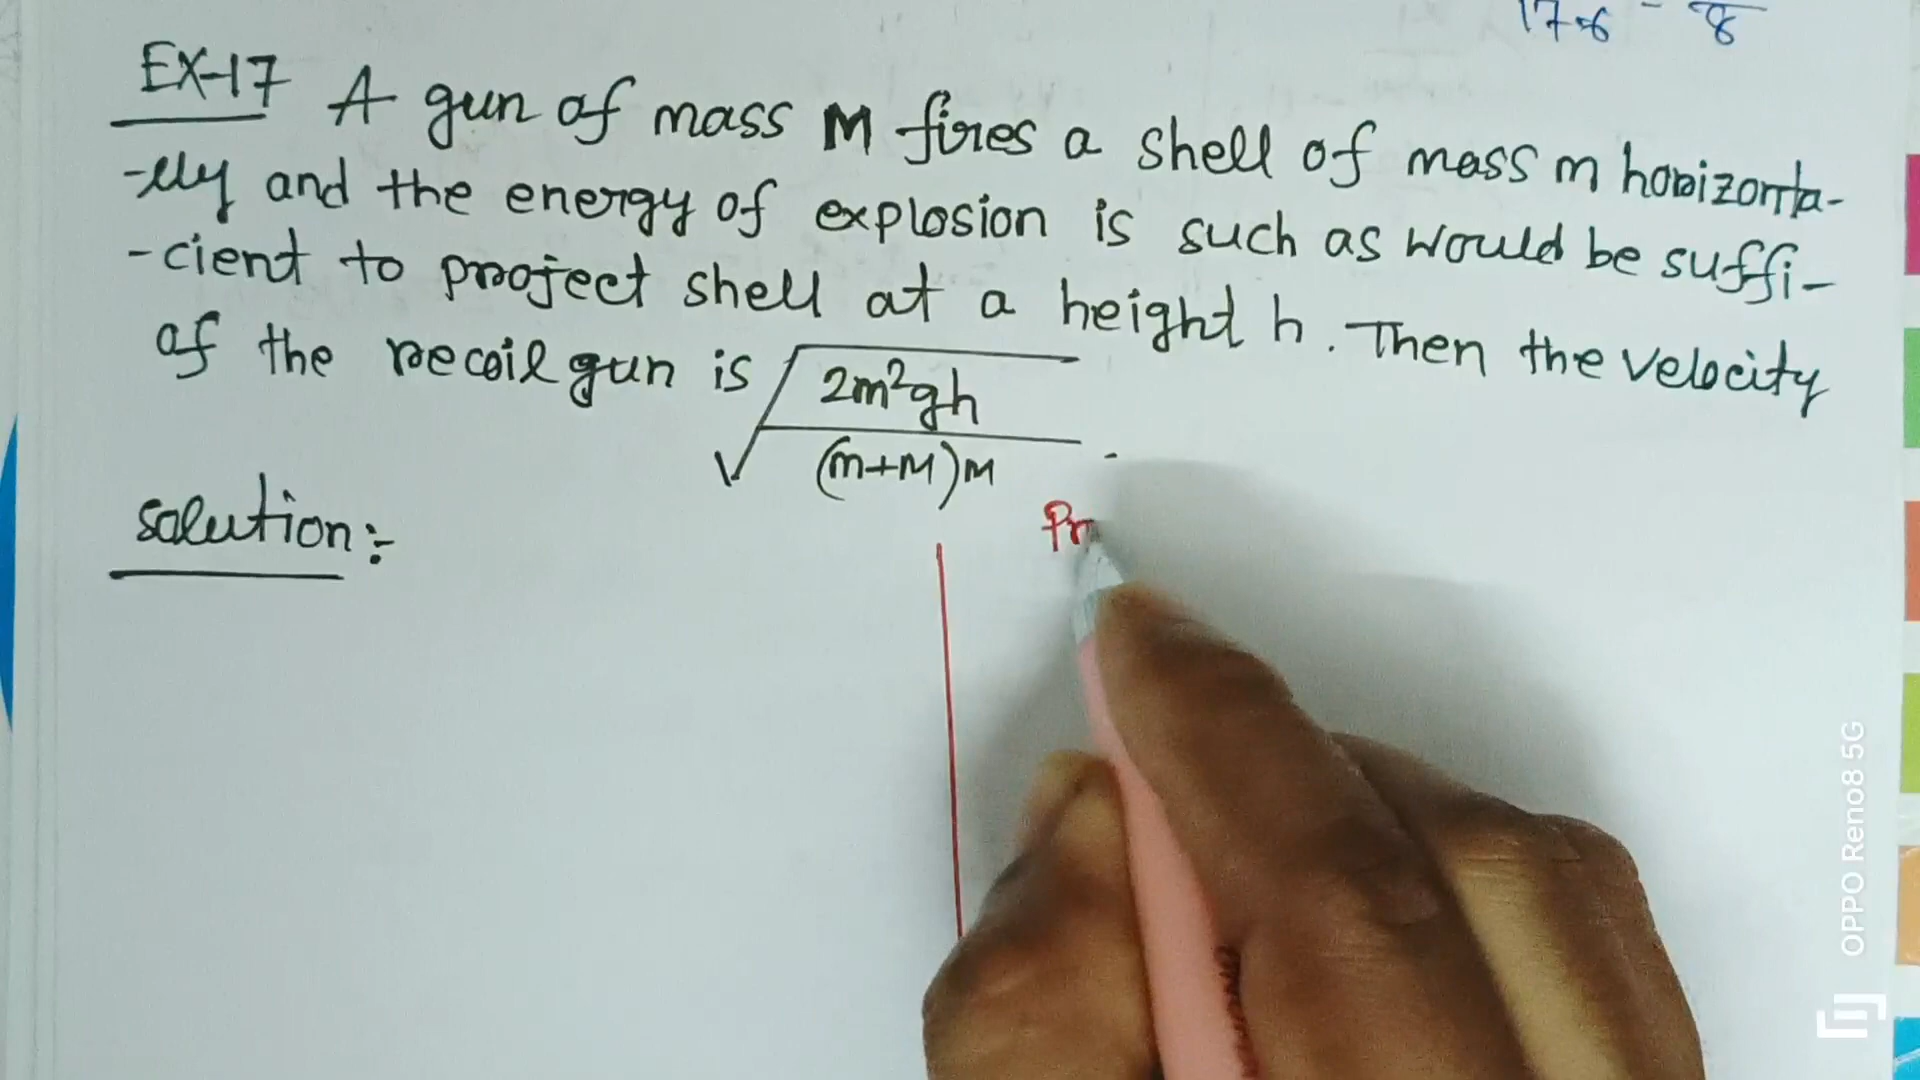 17.6 - 8
EX-17 A gun of mass M fires a shell of mass m horizonta-
-lly and the energy of explosion is such as would be suffi-
-cient to project shell at a height h. Then the velocity
of the recoil gun is √ 2m²gh
(m+M)M .
solution :-
Pr
OPPO Reno8 5G